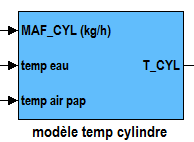 MAF_CYL (kg/h)
temp eau
T_CYL
temp air pap
modèle temp cylindre